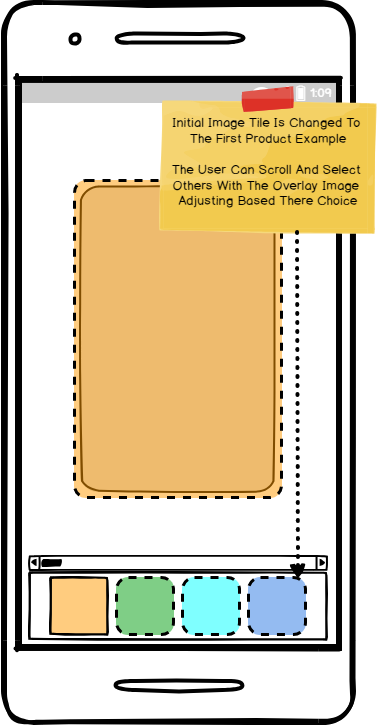 1:09
Initial Image Tile Is Changed To
The First Product Example
The User Can Scroll And Select
Others With The Overlay Image
Adjusting Based There Choice